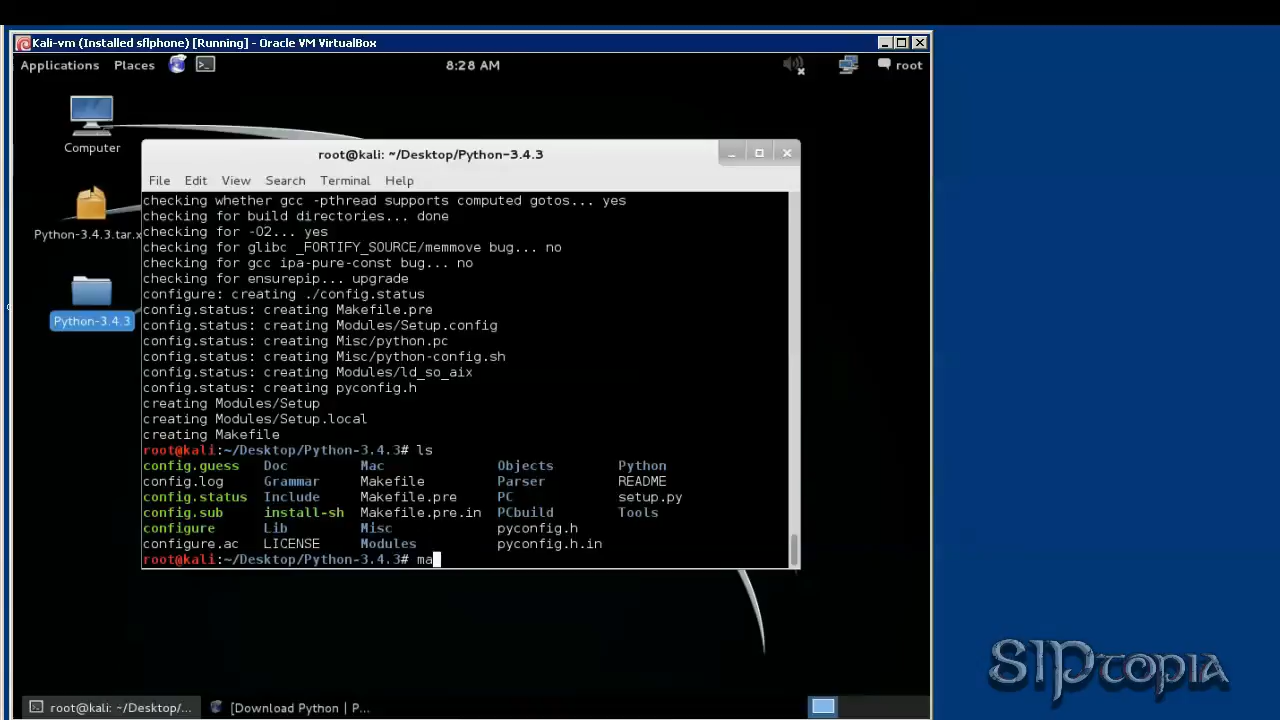 Kali-vm (Installed sflphone) [Running] - Oracle VM VirtualBox
Applications Places 8:28 AM root
Computer
root@kali: ~/Desktop/Python-3.4.3
File Edit View Search Terminal Help
checking whether gcc -pthread supports computed gotos... yes
checking for build directories... done
checking for -O2... yes
checking for glibc _FORTIFY_SOURCE/memmove bug... no
checking for gcc ipa-pure-const bug... no
checking for ensurepip... upgrade
configure: creating ./config.status
config.status: creating Makefile.pre
config.status: creating Modules/Setup.config
config.status: creating Misc/python.pc
config.status: creating Misc/python-config.sh
config.status: creating Modules/ld_so_aix
config.status: creating pyconfig.h
creating Modules/Setup
creating Modules/Setup.local
creating Makefile
root@kali:~/Desktop/Python-3.4.3# ls
config.guess Doc Mac Objects Python
config.log Grammar Makefile Parser README
config.status Include Makefile.pre PC setup.py
config.sub install-sh Makefile.pre.in PCbuild Tools
configure Lib Misc pyconfig.h
configure.ac LICENSE Modules pyconfig.h.in
root@kali:~/Desktop/Python-3.4.3# ma
Python-3.4.3.tar.x
Python-3.4.3
root@kali: ~/Desktop/... [Download Python | P...
SIPtopia